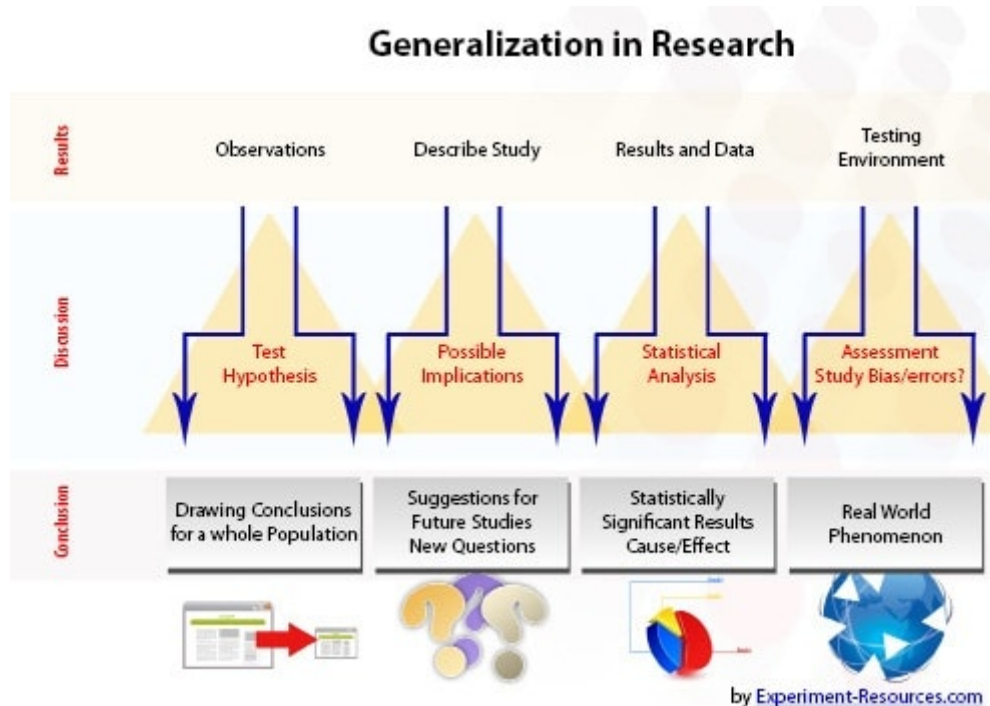 Generalization in Research
Results
Observations
Describe Study
Results and Data
Testing
Environment
Discussion
Test
Hypothesis
Possible
Implications
Statistical
Analysis
Assessment
Study Bias/errors?
Conclusion
Drawing Conclusions
for a whole Population
Suggestions for
Future Studies
New Questions
Statistically
Significant Results
Cause/Effect
Real World
Phenomenon
by Experiment-Resources.com